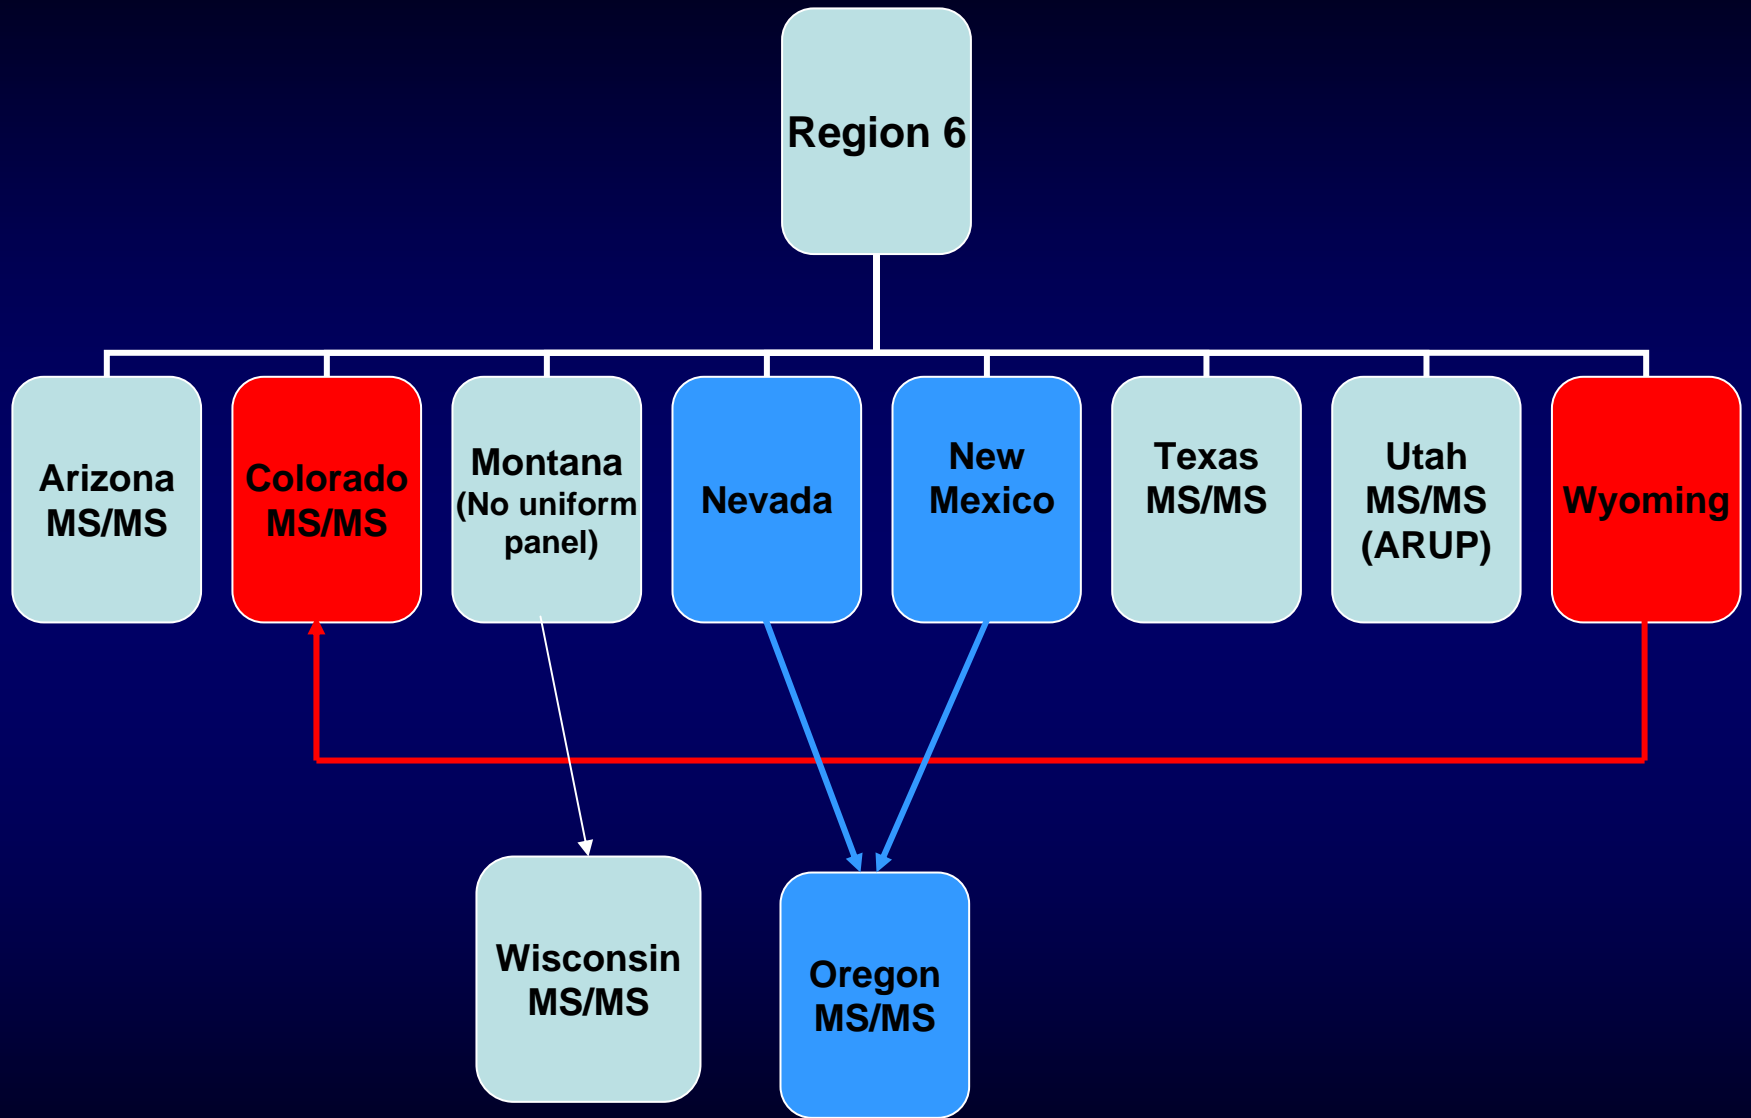 Region 6
Arizona
MS/MS
Colorado
MS/MS
Montana
(No uniform
panel)
Nevada
New
Mexico
Texas
MS/MS
Utah
MS/MS
(ARUP)
Wyoming
Wisconsin
MS/MS
Oregon
MS/MS